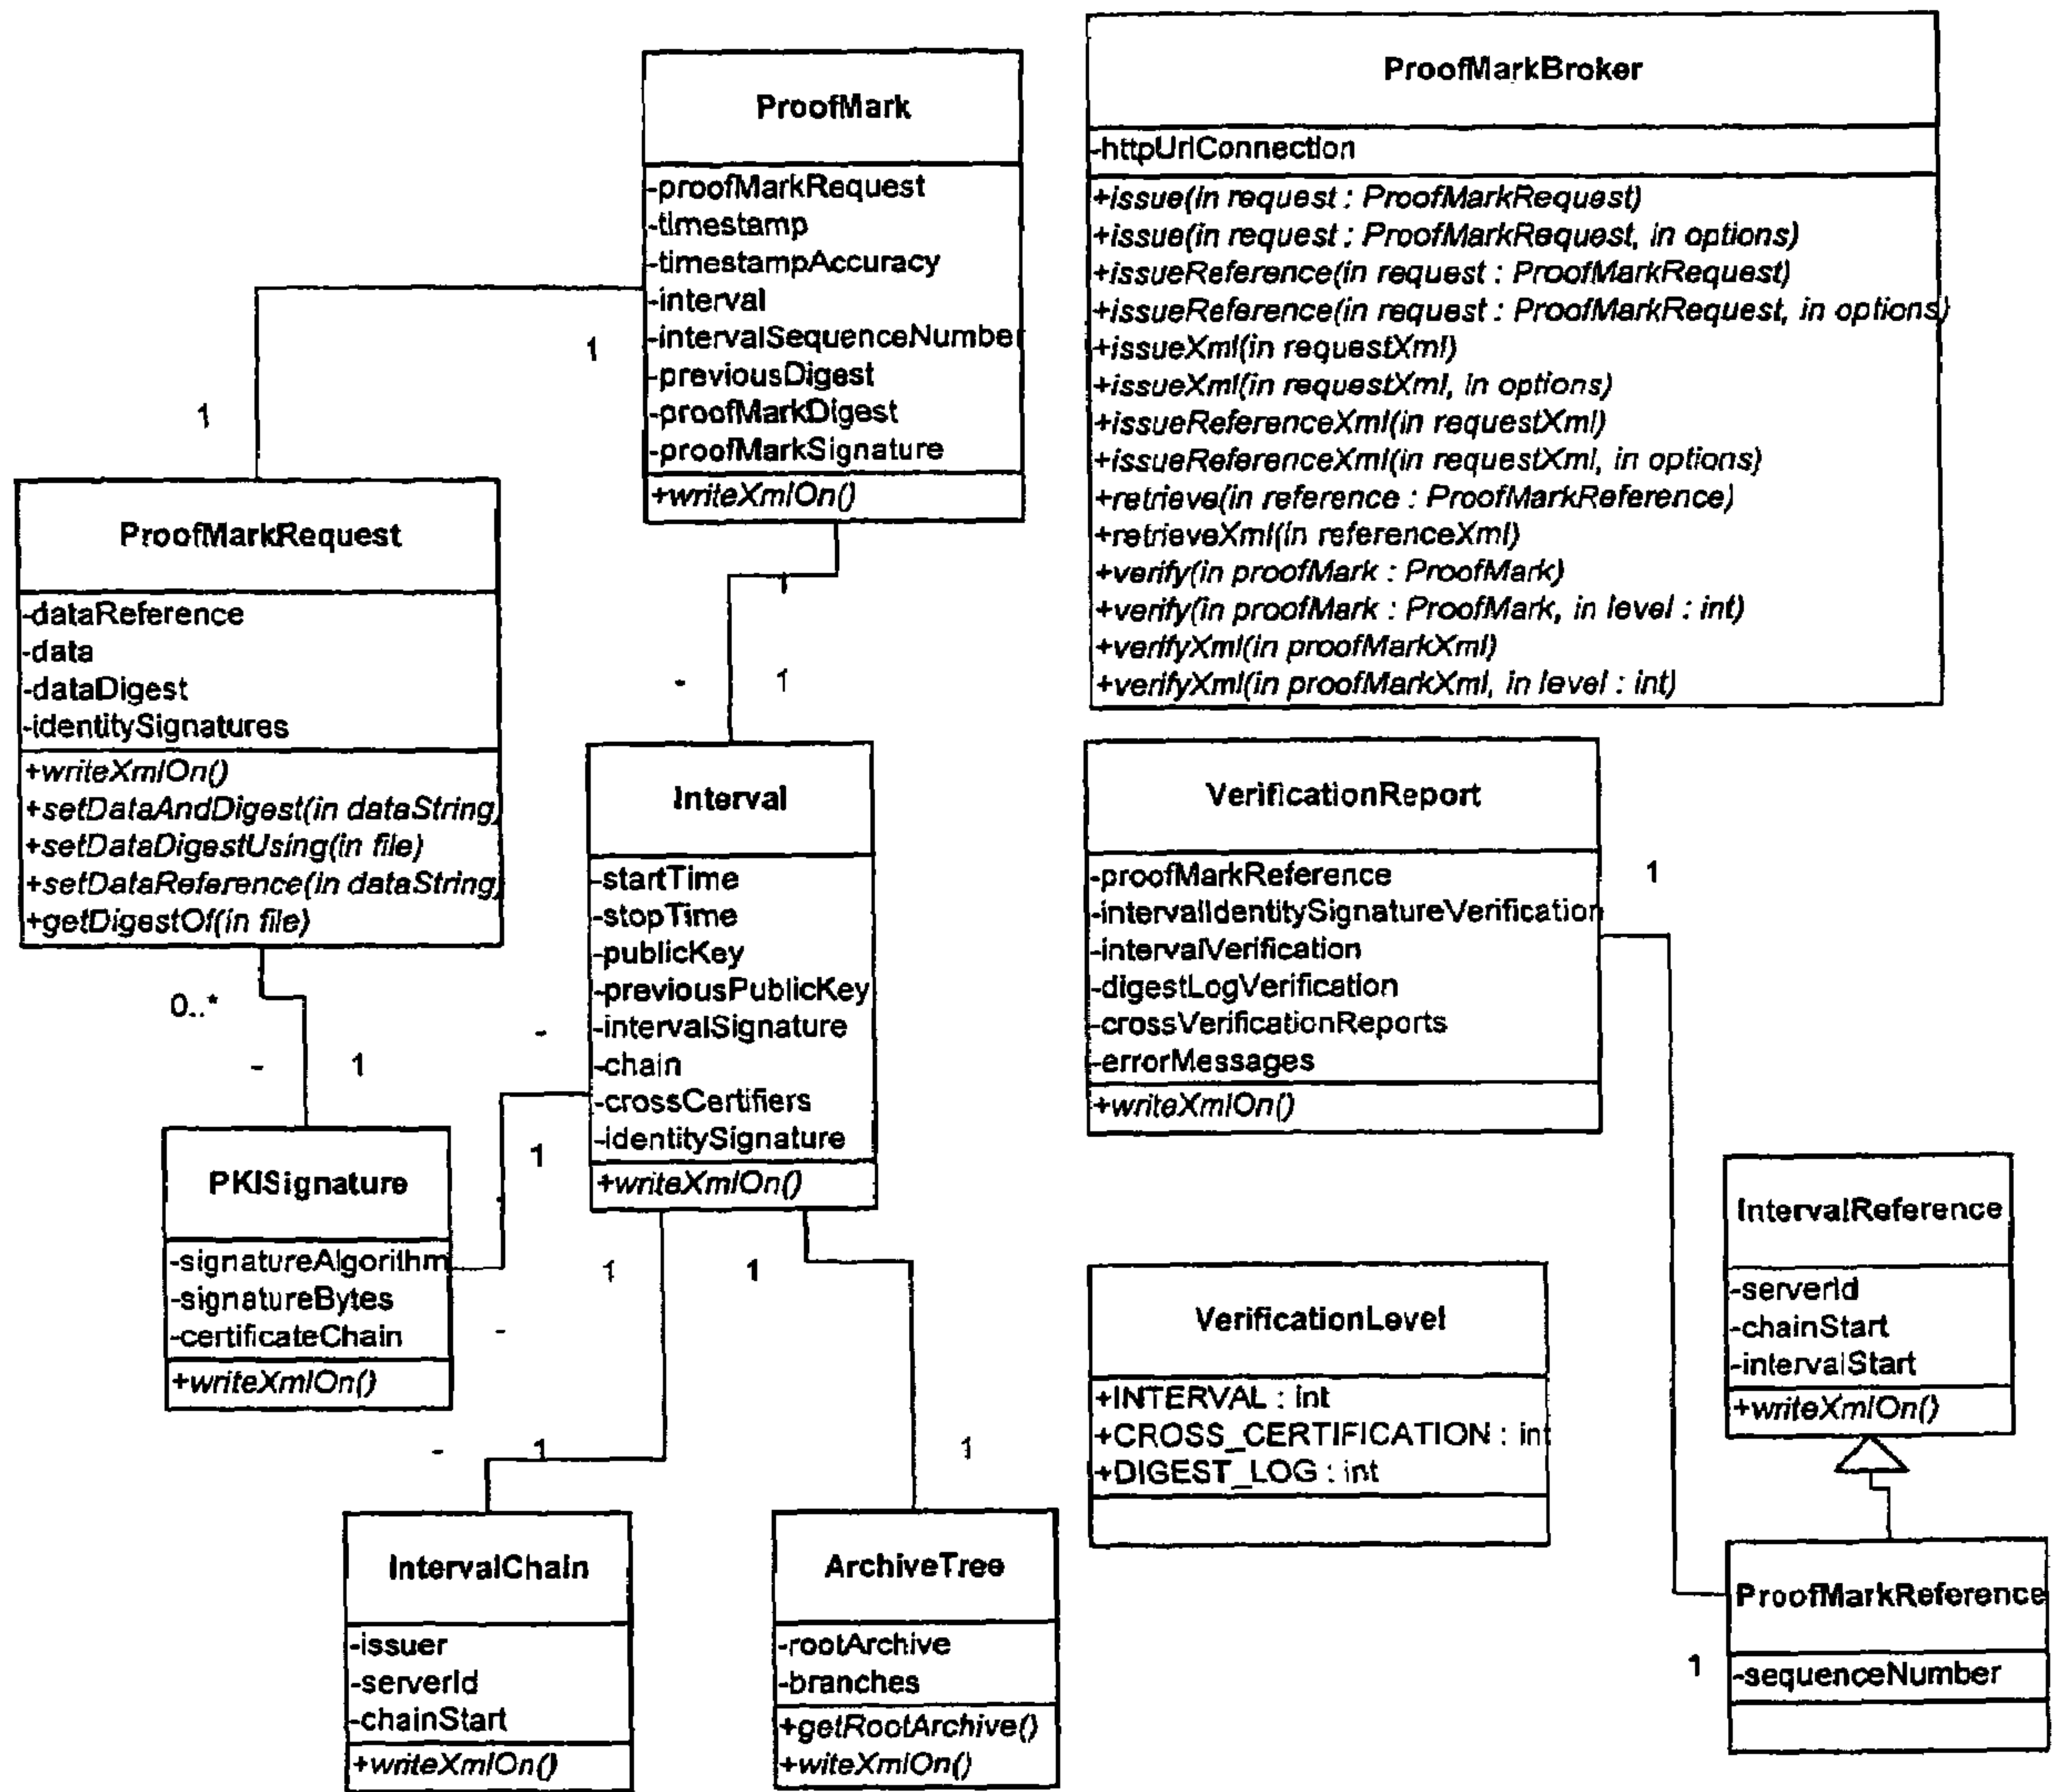 ProofMark
-proofMarkRequest
-timestamp
-timestampAccuracy
-interval
-intervalSequenceNumber
-previousDigest
-proofMarkDigest
-proofMarkSignature
+writeXmlOn()
ProofMarkBroker
-httpUrlConnection
+issue(in request : ProofMarkRequest)
+issue(in request : ProofMarkRequest, in options)
+issueReference(in request : ProofMarkRequest)
+issueReference(in request : ProofMarkRequest, in options)
+issueXml(in requestXml)
+issueXml(in requestXml, in options)
+issueReferenceXml(in requestXml)
+issueReferenceXml(in requestXml, in options)
+retrieve(in reference : ProofMarkReference)
+retrieveXml(in referenceXml)
+verify(in proofMark : ProofMark)
+verify(in proofMark : ProofMark, in level : int)
+verifyXml(in proofMarkXml)
+verifyXml(in proofMarkXml, in level : int)
1
1
ProofMarkRequest
-dataReference
-data
-dataDigest
-identitySignatures
+writeXmlOn()
+setDataAndDigest(in dataString)
+setDataDigestUsing(in file)
+setDataReference(in dataString)
+getDigestOf(in file)
1
- 1
Interval
-startTime
-stopTime
-publicKey
-previousPublicKey
-intervalSignature
-chain
-crossCertifiers
-identitySignature
+writeXmlOn()
VerificationReport
-proofMarkReference
-intervalIdentitySignatureVerification
-intervalVerification
-digestLogVerification
-crossVerificationReports
-errorMessages
+writeXmlOn()
1
0..*
- 1
-
1
PKISignature
-signatureAlgorithm
-signatureBytes
-certificateChain
+writeXmlOn()
-
1
1
IntervalReference
-serverId
-chainStart
-intervalStart
+writeXmlOn()
VerificationLevel
+INTERVAL : int
+CROSS_CERTIFICATION : int
+DIGEST_LOG : int
- 1
1
IntervalChain
-issuer
-serverId
-chainStart
+writeXmlOn()
ArchiveTree
-rootArchive
-branches
+getRootArchive()
+witeXmlOn()
ProofMarkReference
-sequenceNumber
1